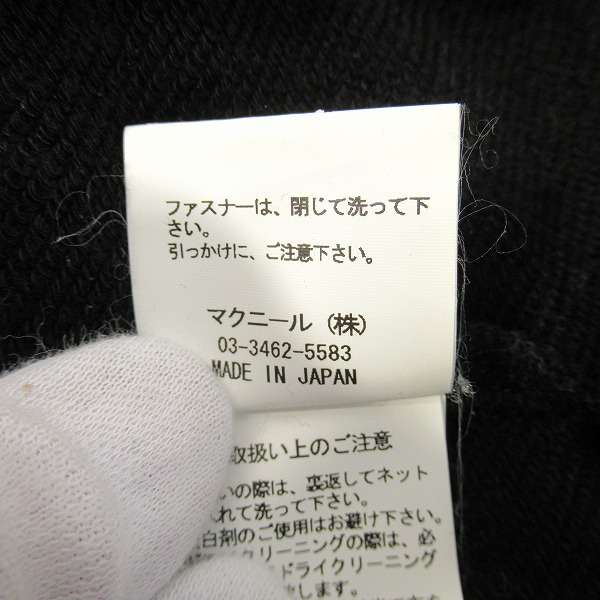 ファスナーは、閉じて洗って下
さい。
引っかけに、ご注意下さい。
マクニール（株）
03-3462-5583
MADE IN JAPAN
取扱い上のご注意
いの際は、裏返してネット
れて洗って下さい。
白剤のご使用はお避け下さい。
クリーニングの際は、必
ドライクリーニング
します。